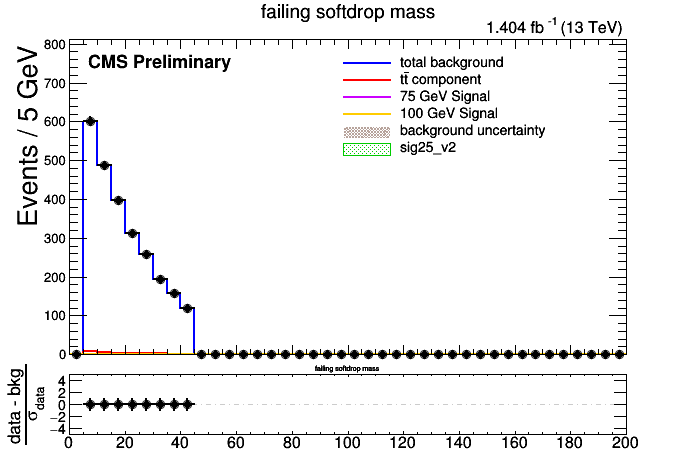 failing softdrop mass
1.404 fb⁻¹ (13 TeV)
CMS Preliminary
total background
tt̄ component
75 GeV Signal
100 GeV Signal
background uncertainty
sig25_v2
Events / 5 GeV
800
700
600
500
400
300
200
100
0
failing softdrop mass
data - bkg
σ data
4
2
0
−2
−4
0 20 40 60 80 100 120 140 160 180 200